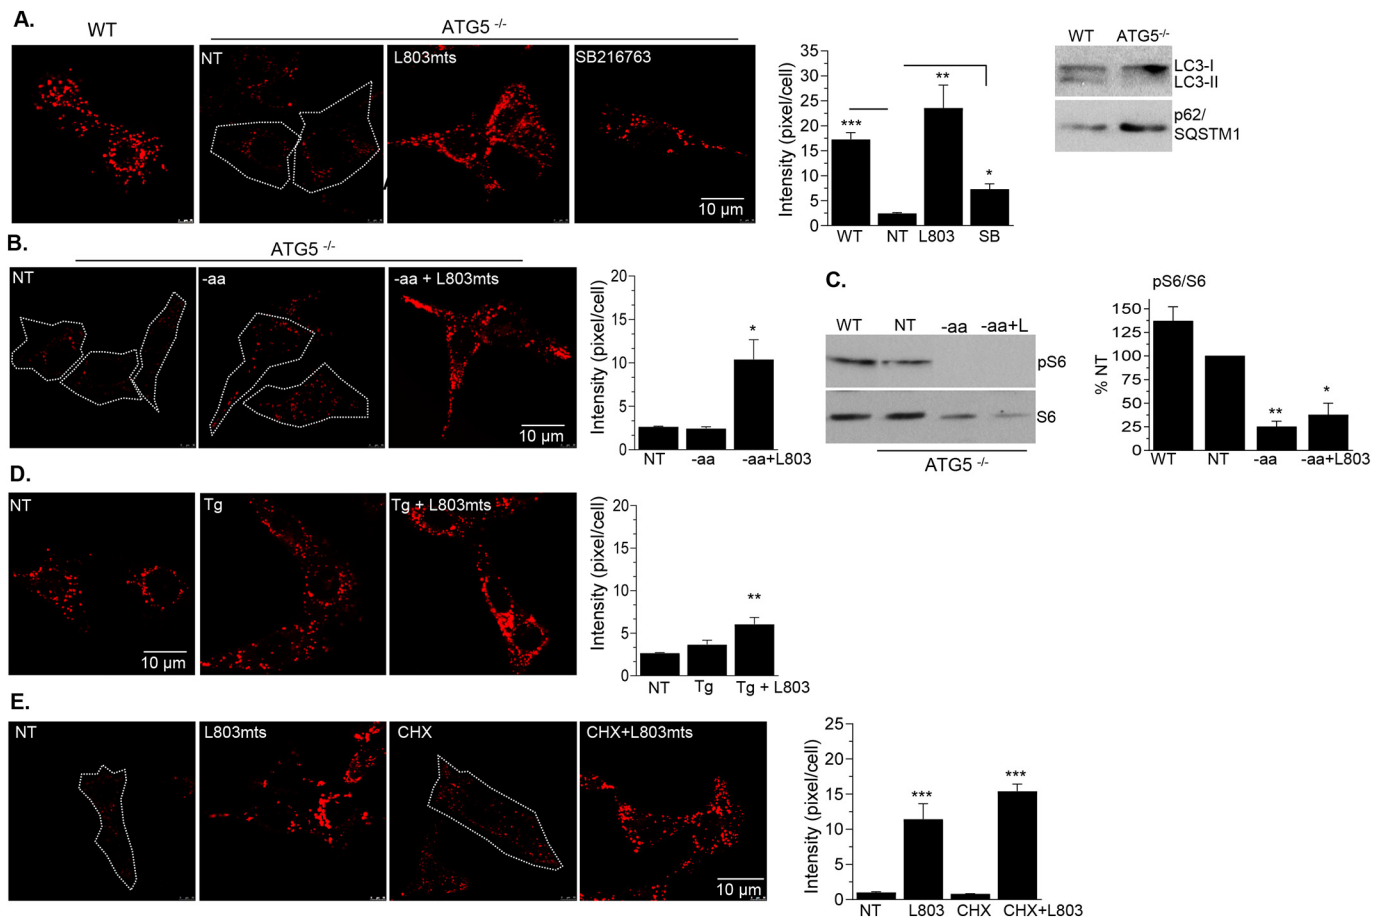 A.
WT
ATG5 -/-
NT
L803mts
SB216763
10 µm
Intensity (pixel/cell)
35
30
25
20
15
10
5
0
***
**
*
WT NT L803 SB
WT ATG5-/-
LC3-I
LC3-II
p62/
SQSTM1
B.
ATG5 -/-
NT
-aa
-aa + L803mts
10 µm
Intensity (pixel/cell)
20
15
10
5
0
*
NT -aa -aa+L803
C.
WT NT -aa -aa+L
pS6
S6
ATG5 -/-
pS6/S6
% NT
150
125
100
75
50
25
0
**
*
WT NT -aa -aa+L803
D.
NT
Tg
Tg + L803mts
10 µm
Intensity (pixel/cell)
20
15
10
5
0
**
NT Tg Tg + L803
E.
NT
L803mts
CHX
CHX+L803mts
10 µm
Intensity (pixel/cell)
25
20
15
10
5
0
***
***
NT L803 CHX CHX+L803